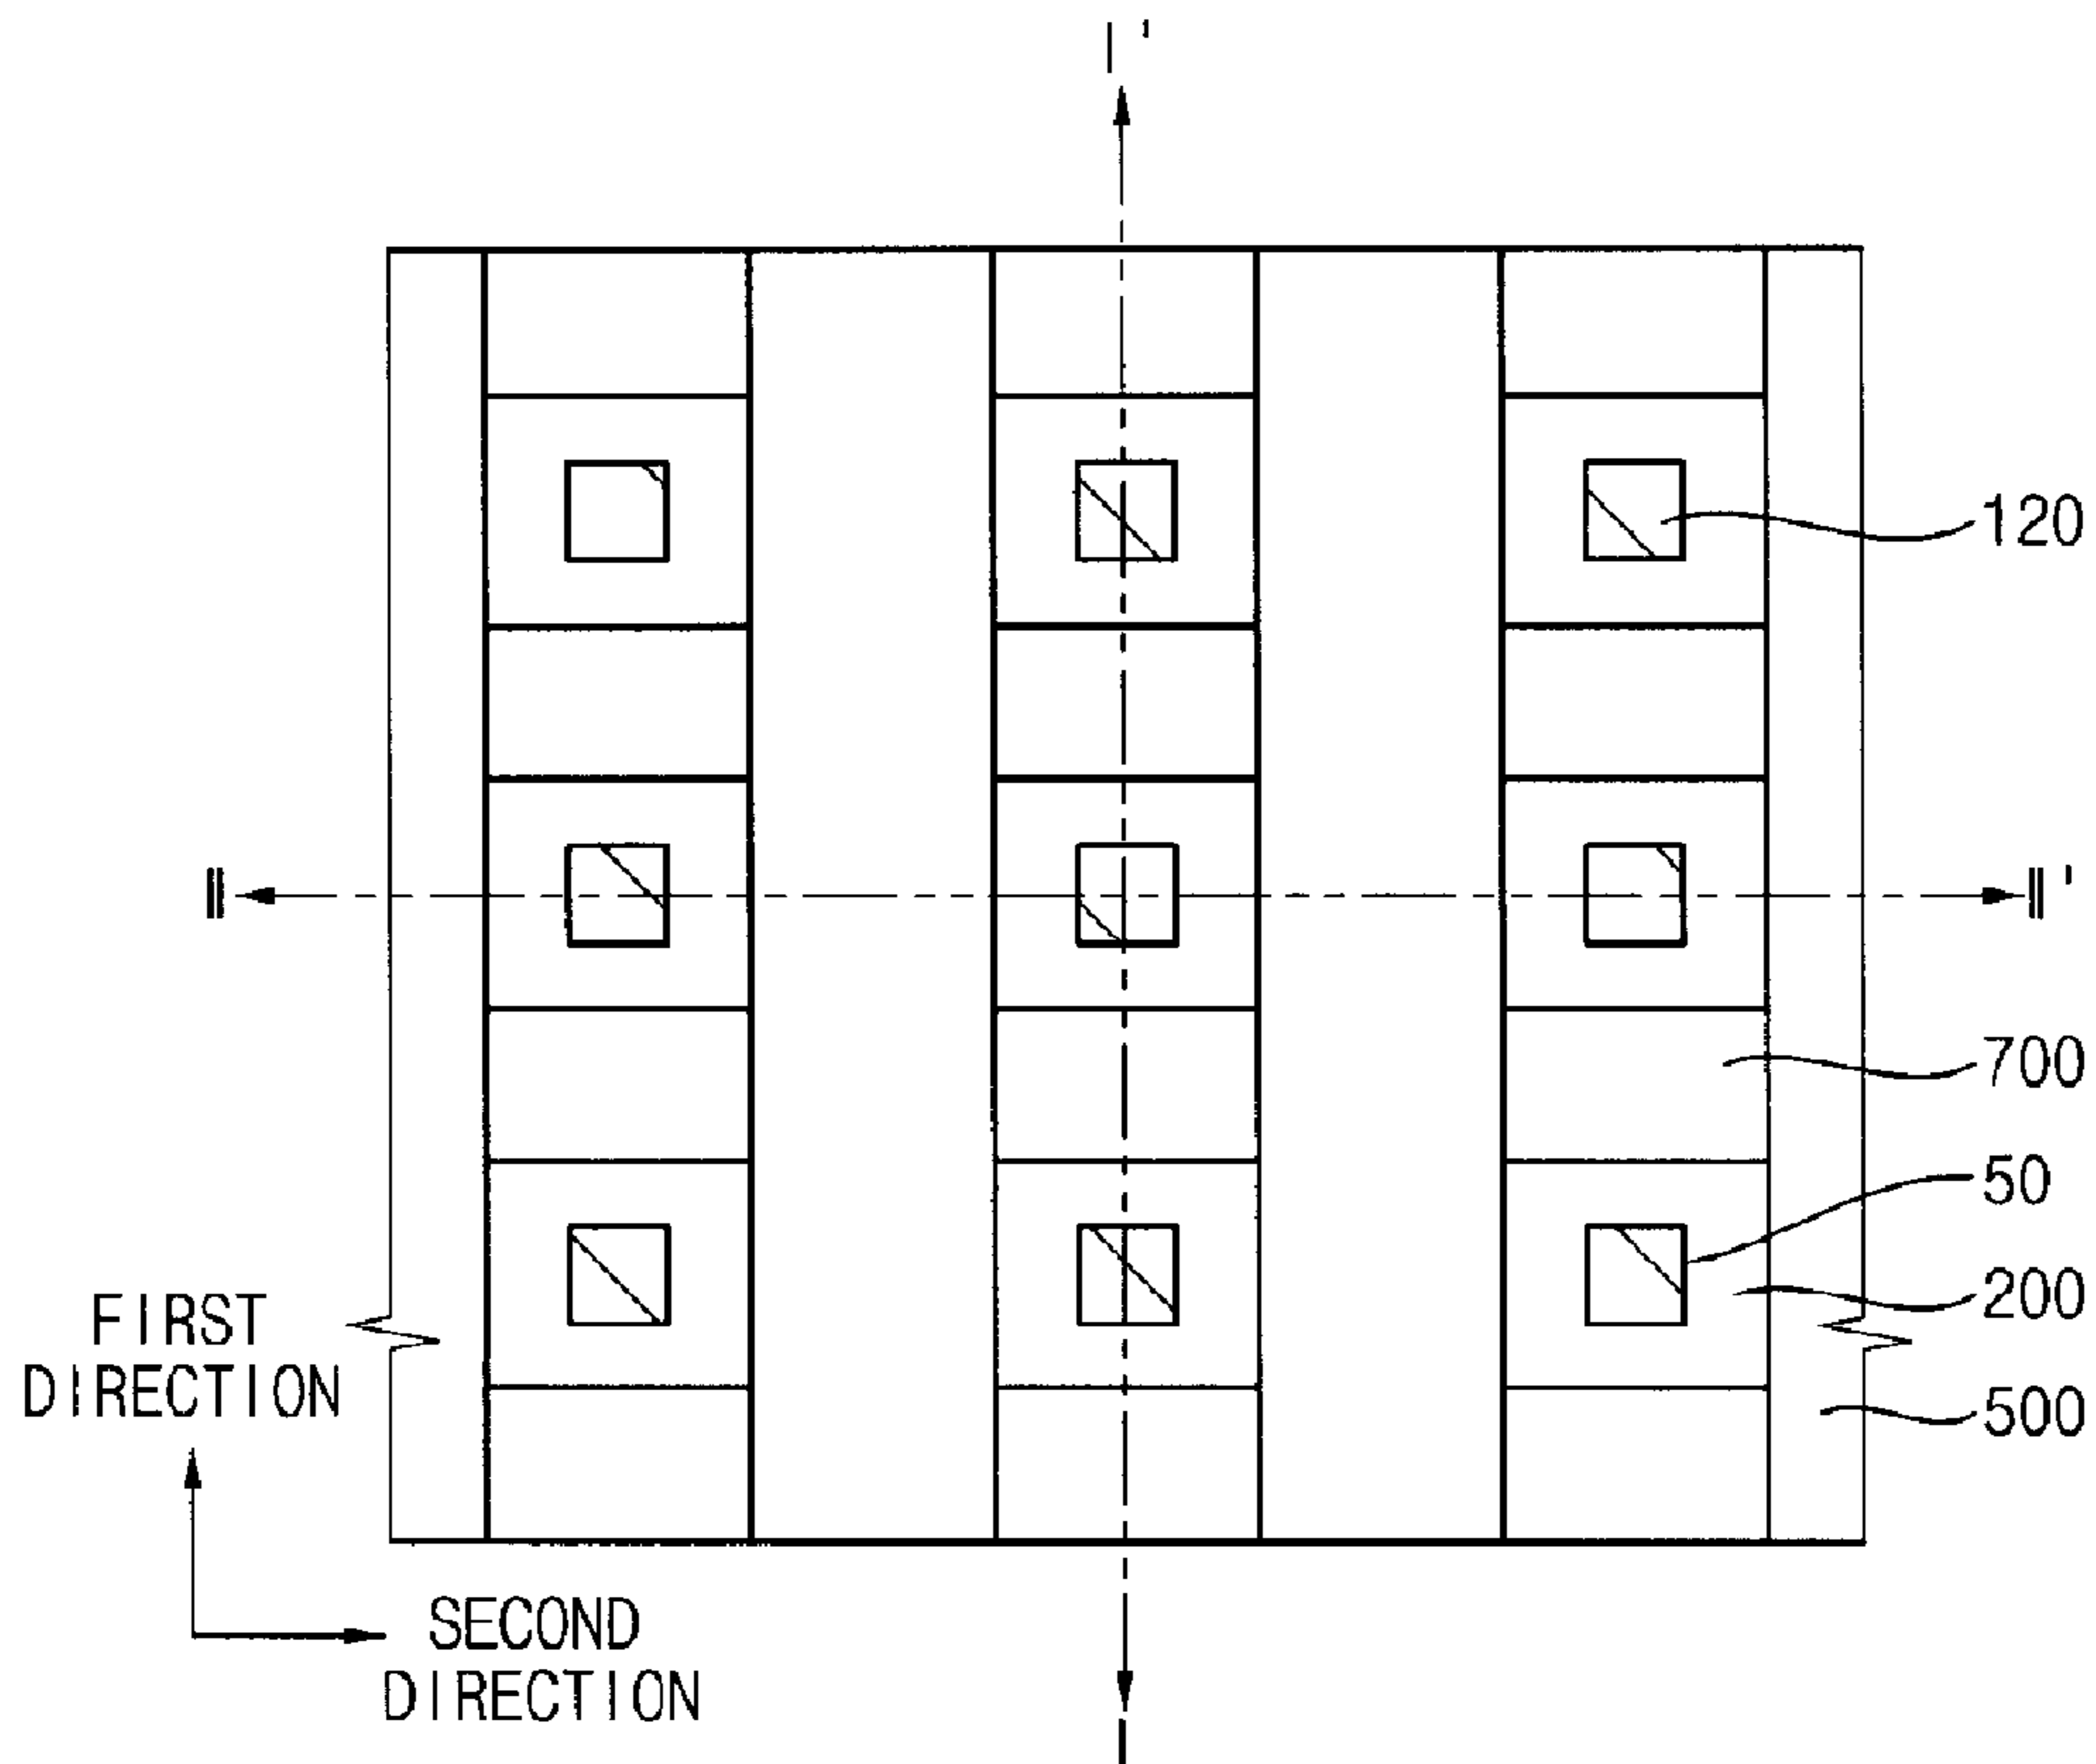 I'
120
II
II'
700
50
200
500
FIRST
DIRECTION
SECOND
DIRECTION
I